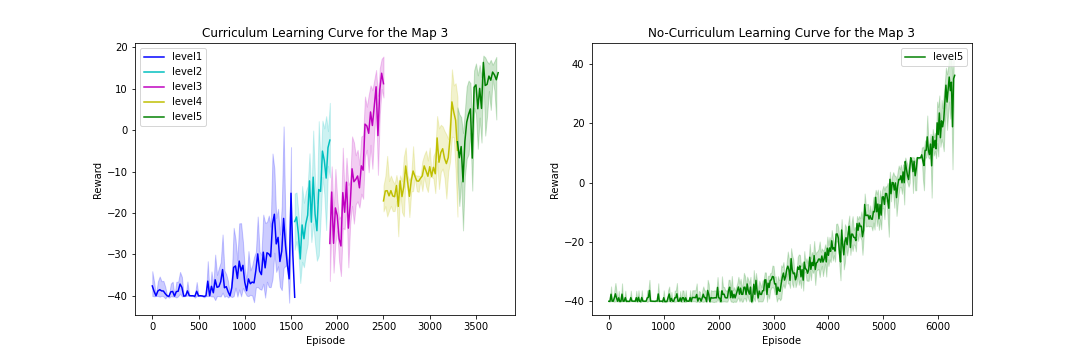 Curriculum Learning Curve for the Map 3
level1
level2
level3
level4
level5
Reward
20
10
0
−10
−20
−30
−40
0 500 1000 1500 2000 2500 3000 3500
Episode
No-Curriculum Learning Curve for the Map 3
level5
Reward
40
20
0
−20
−40
0 1000 2000 3000 4000 5000 6000
Episode